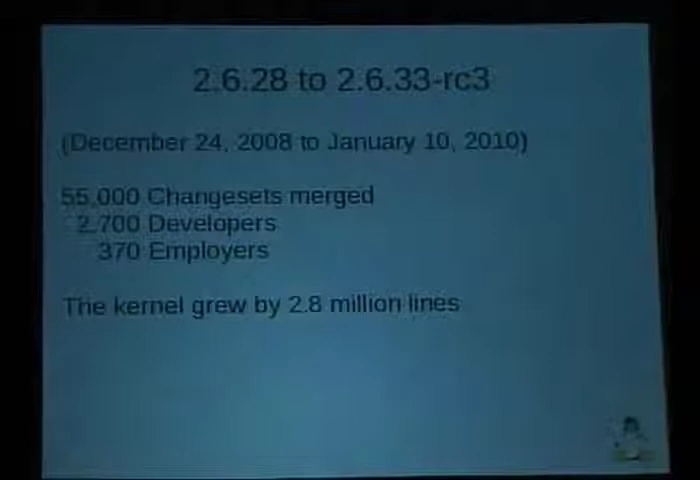 2.6.28 to 2.6.33-rc3
(December 24, 2008 to January 10, 2010)
55,000 Changesets merged
2,700 Developers
370 Employers
The kernel grew by 2.8 million lines